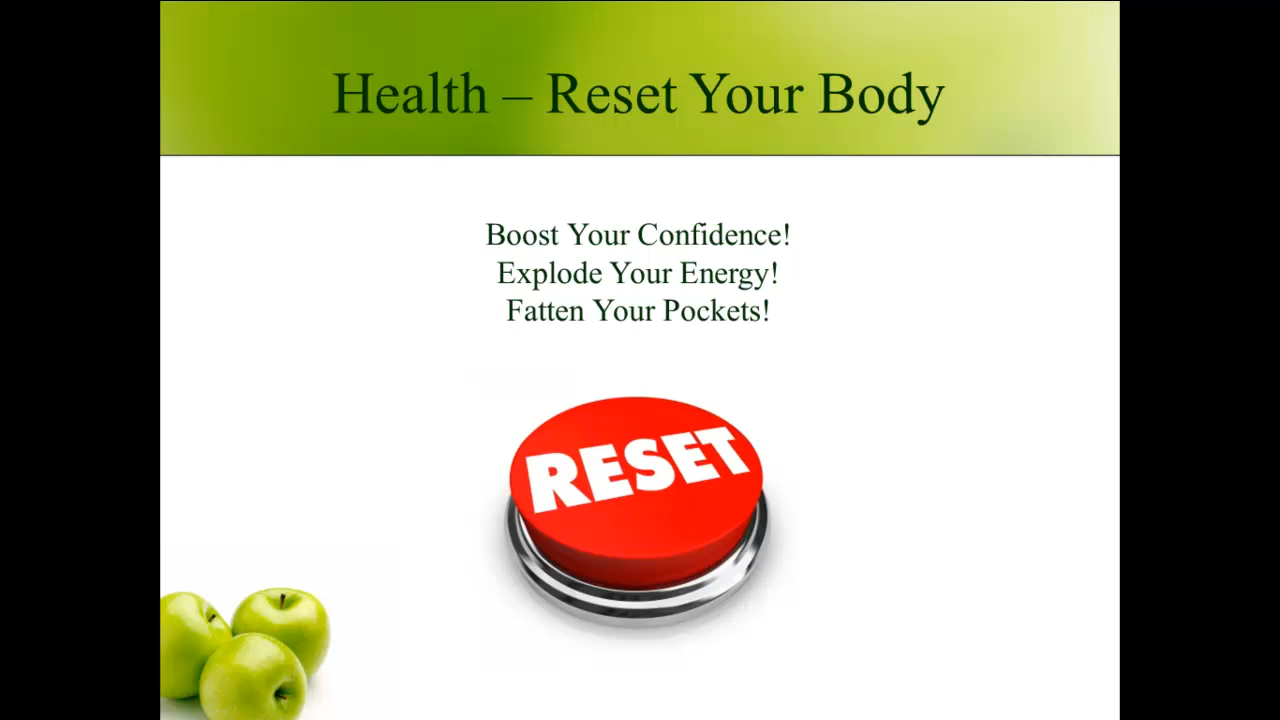 Health – Reset Your Body
Boost Your Confidence!
Explode Your Energy!
Fatten Your Pockets!
RESET